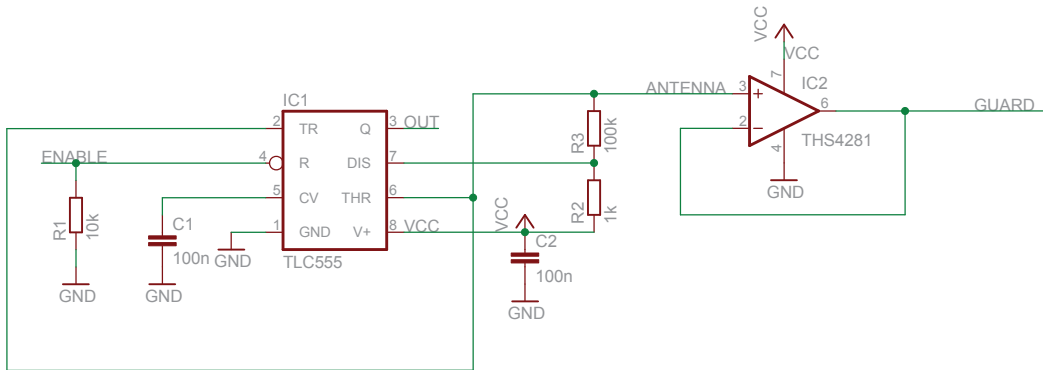 VCC
VCC
7
IC2
ANTENNA
3
+
6
GUARD
2
−
THS4281
4
GND
IC1
2
TR
Q
3
OUT
R3
100k
ENABLE
4
R
DIS
7
5
CV
THR
6
R2
1k
1
GND
V+
8
VCC
VCC
TLC555
R1
10k
C1
100n
GND
C2
100n
GND
GND
GND